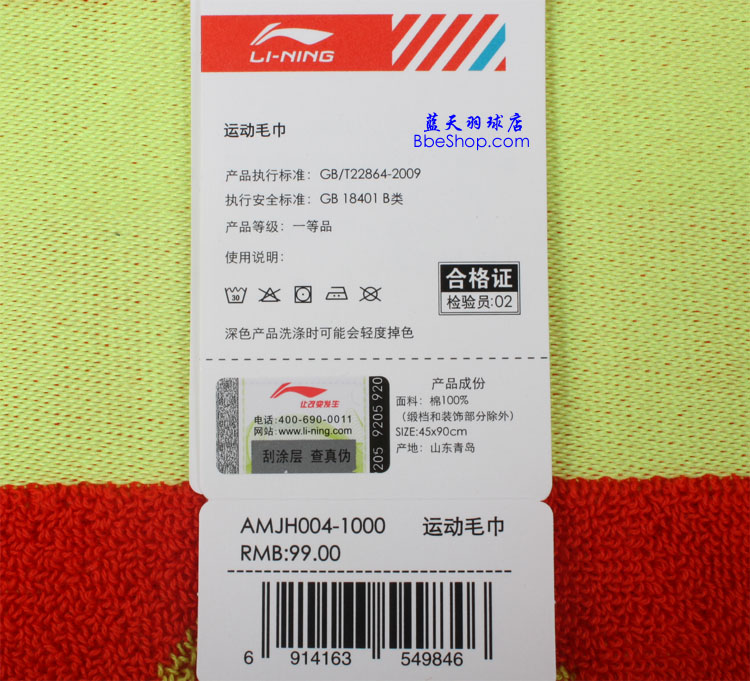 LI-NING
运动毛巾
蓝天羽球店
BbeShop.com
产品执行标准: GB/T22864-2009
执行安全标准: GB 18401 B类
产品等级: 一等品
使用说明:
30
合格证
检验员:02
深色产品洗涤时可能会轻度掉色
让改变发生
电话:400-690-0011
网站:www.li-ning.com
刮涂层 查真伪
205 9205 920
产品成份
面料: 棉100%
(缎档和装饰部分除外)
SIZE:45x90cm
产地: 山东青岛
AMJH004-1000 运动毛巾
RMB:99.00
6 914163 549846